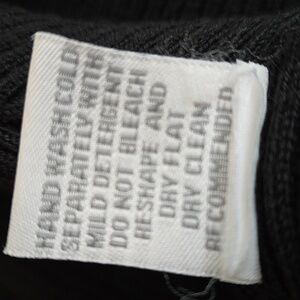 HAND WASH COLD
SEPARATELY WITH
MILD DETERGENT
DO NOT BLEACH
RESHAPE AND
DRY FLAT
DRY CLEAN
RECOMMENDED